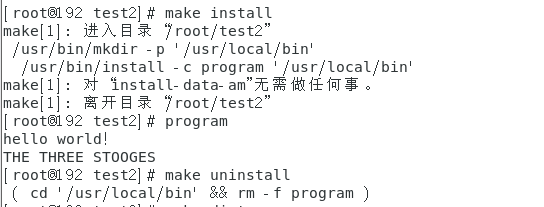 [root@192 test2]# make install
make[1]: 进入目录“/root/test2”
 /usr/bin/mkdir -p '/usr/local/bin'
  /usr/bin/install -c program '/usr/local/bin'
make[1]: 对“install-data-am”无需做任何事。
make[1]: 离开目录“/root/test2”
[root@192 test2]# program
hello world!
THE THREE STOOGES
[root@192 test2]# make uninstall
 ( cd '/usr/local/bin' && rm -f program )